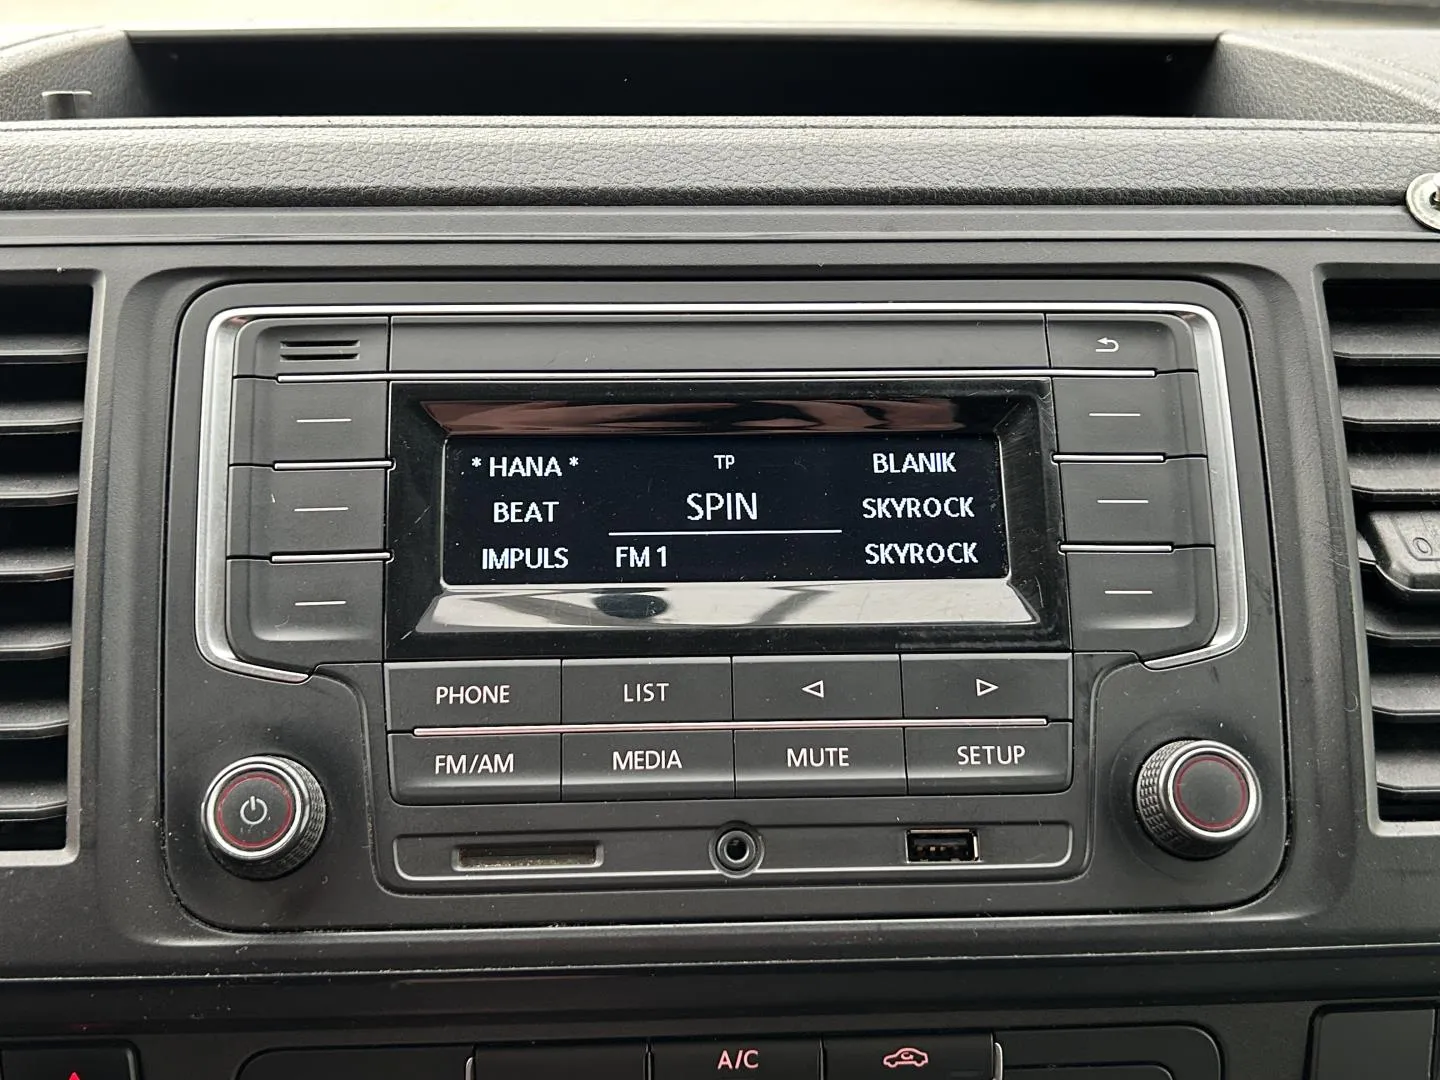 * HANA * TP BLANIK
BEAT SPIN SKYROCK
IMPULS FM 1 SKYROCK
PHONE LIST
FM/AM MEDIA MUTE SETUP
A/C